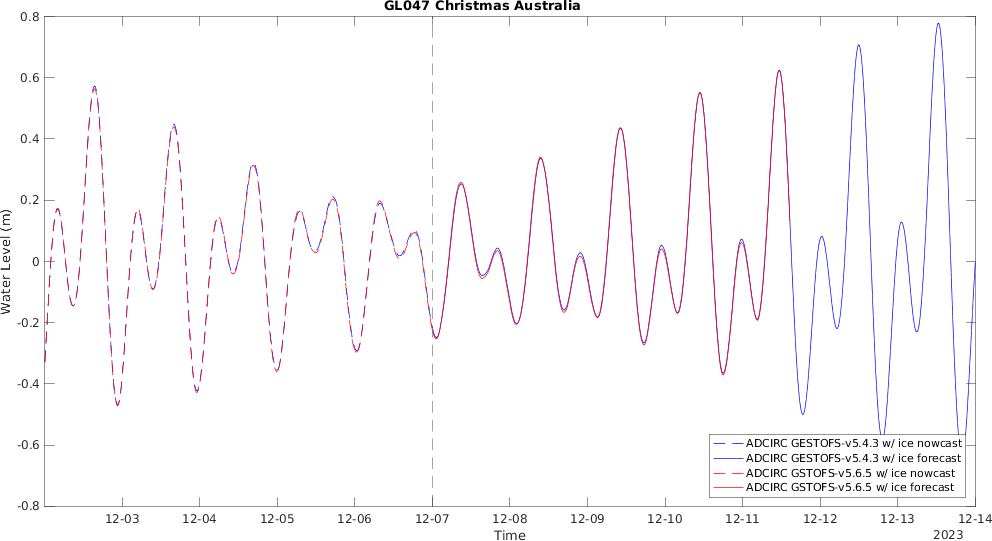 GL047 Christmas Australia
0.8
0.6
0.4
0.2
0
-0.2
-0.4
-0.6
-0.8
Water Level (m)
ADCIRC GESTOFS-v5.4.3 w/ ice nowcast
ADCIRC GESTOFS-v5.4.3 w/ ice forecast
ADCIRC GSTOFS-v5.6.5 w/ ice nowcast
ADCIRC GSTOFS-v5.6.5 w/ ice forecast
12-03 12-04 12-05 12-06 12-07 12-08 12-09 12-10 12-11 12-12 12-13 12-14
Time
2023